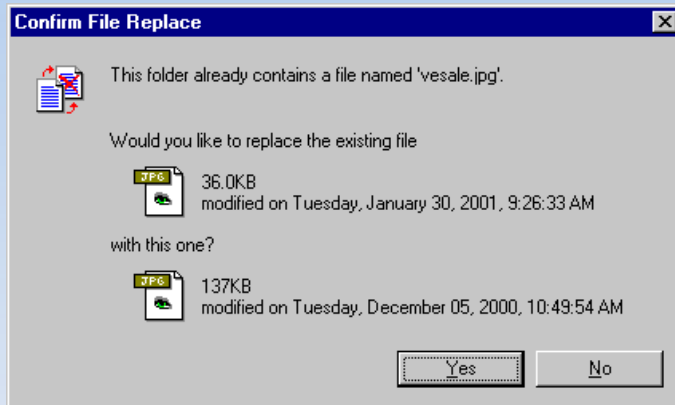 Confirm File Replace
This folder already contains a file named 'vesale.jpg'.
Would you like to replace the existing file
JPG
36.0KB
modified on Tuesday, January 30, 2001, 9:26:33 AM
with this one?
JPG
137KB
modified on Tuesday, December 05, 2000, 10:49:54 AM
Yes No